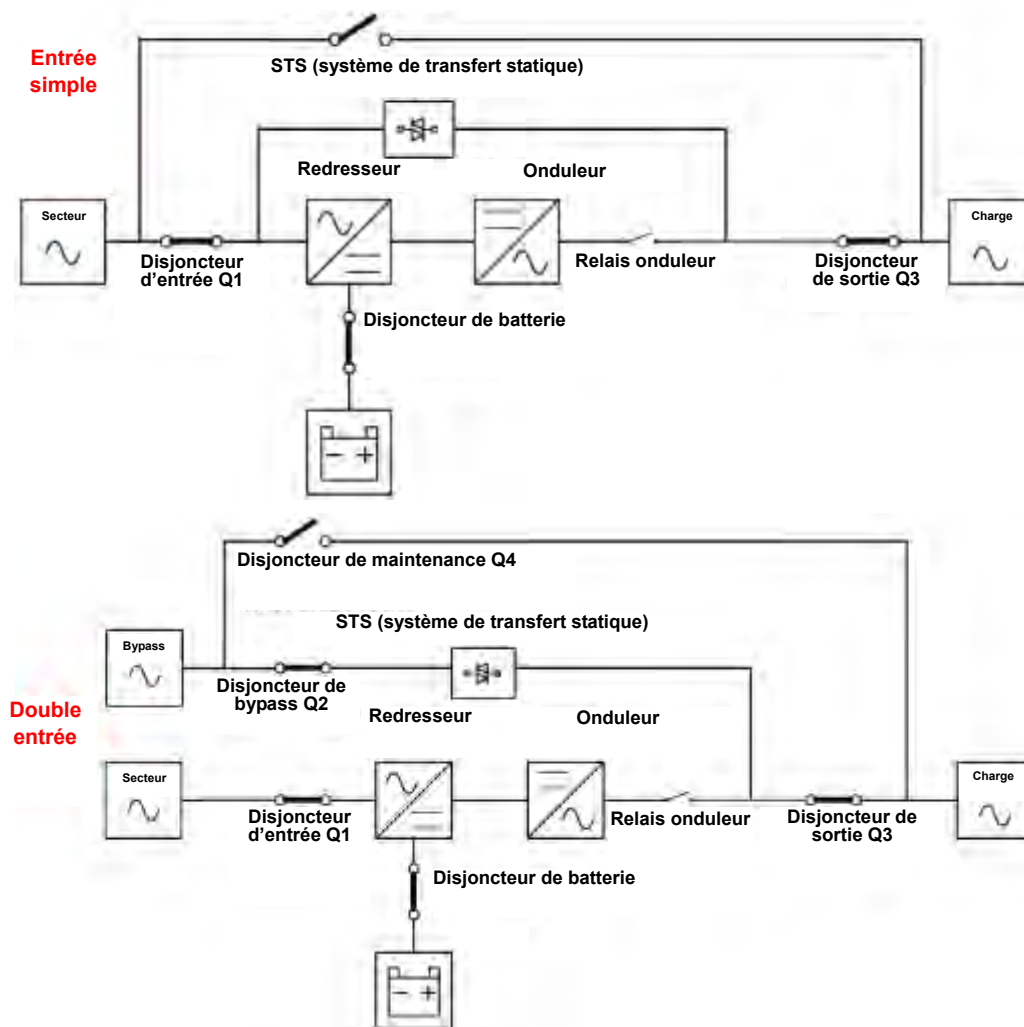 Entrée
simple
STS (système de transfert statique)
Redresseur
Onduleur
Secteur
Charge
Disjoncteur
d'entrée Q1
Relais onduleur
Disjoncteur
de sortie Q3
Disjoncteur de batterie
- +
Disjoncteur de maintenance Q4
STS (système de transfert statique)
Bypass
Disjoncteur de
bypass Q2
Redresseur
Onduleur
Double
entrée
Secteur
Charge
Disjoncteur
d'entrée Q1
Relais onduleur
Disjoncteur de
sortie Q3
Disjoncteur de batterie
- +